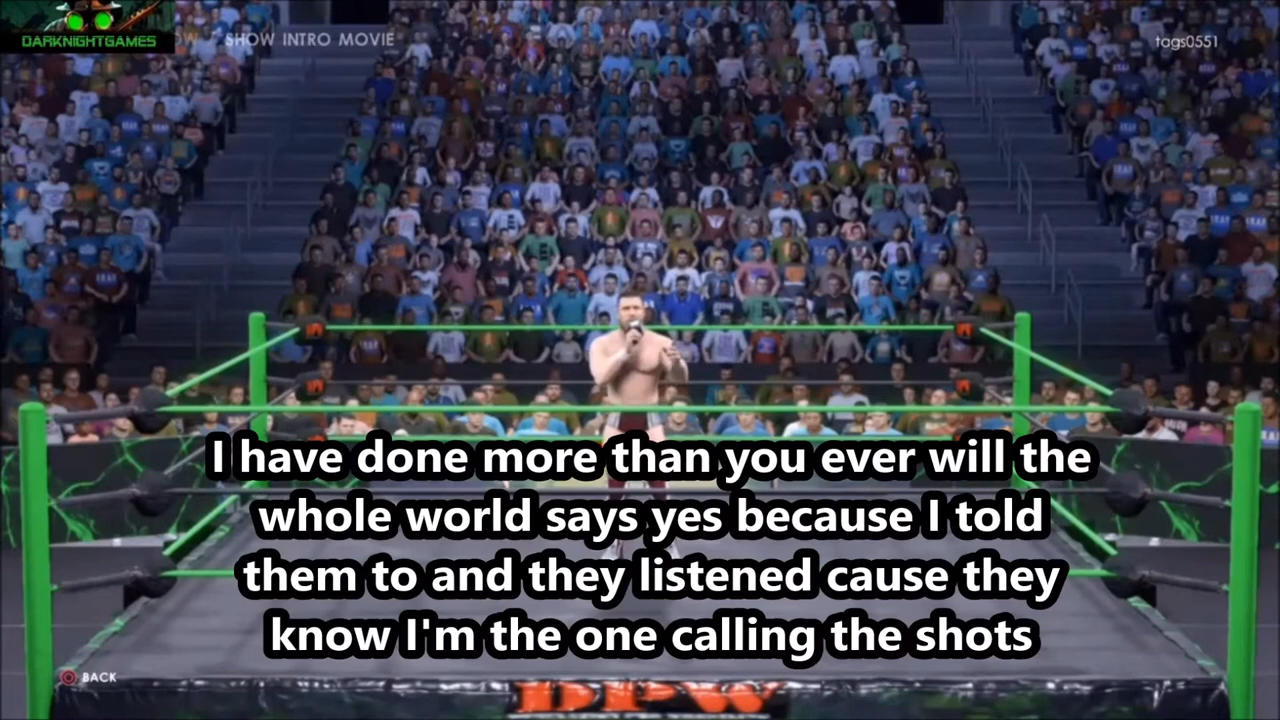 DARKNIGHTGAMES
SHOW INTRO MOVIE
tags0551
I have done more than you ever will the
whole world says yes because I told
them to and they listened cause they
know I'm the one calling the shots
BACK
DPW